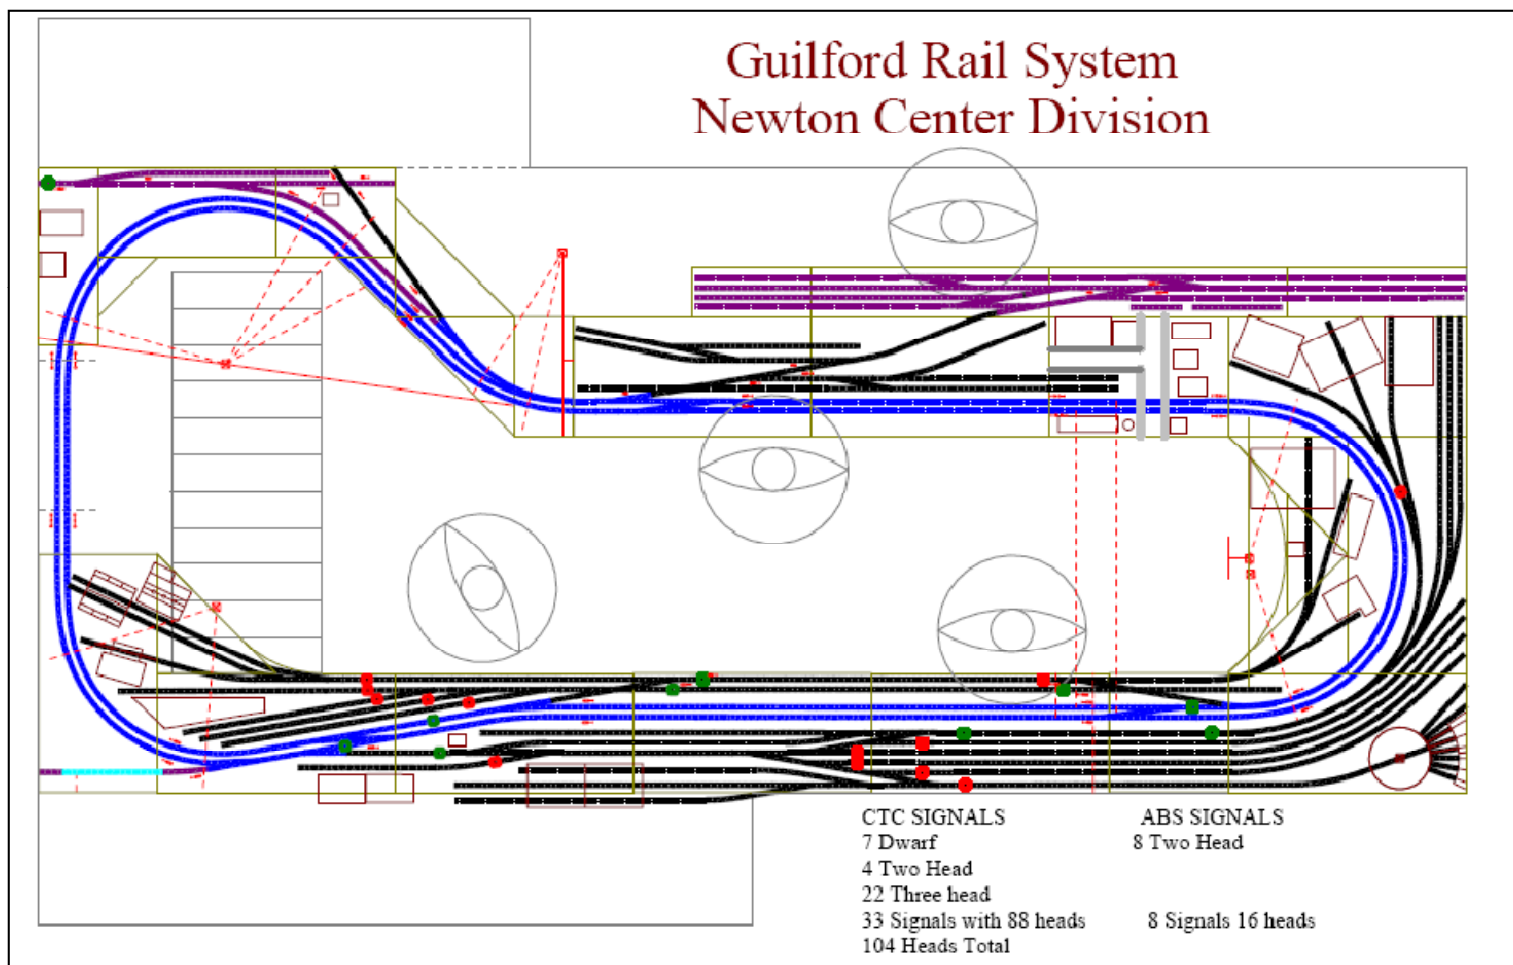 Guilford Rail System
Newton Center Division
CTC SIGNALS ABS SIGNALS
7 Dwarf 8 Two Head
4 Two Head
22 Three head
33 Signals with 88 heads 8 Signals 16 heads
104 Heads Total